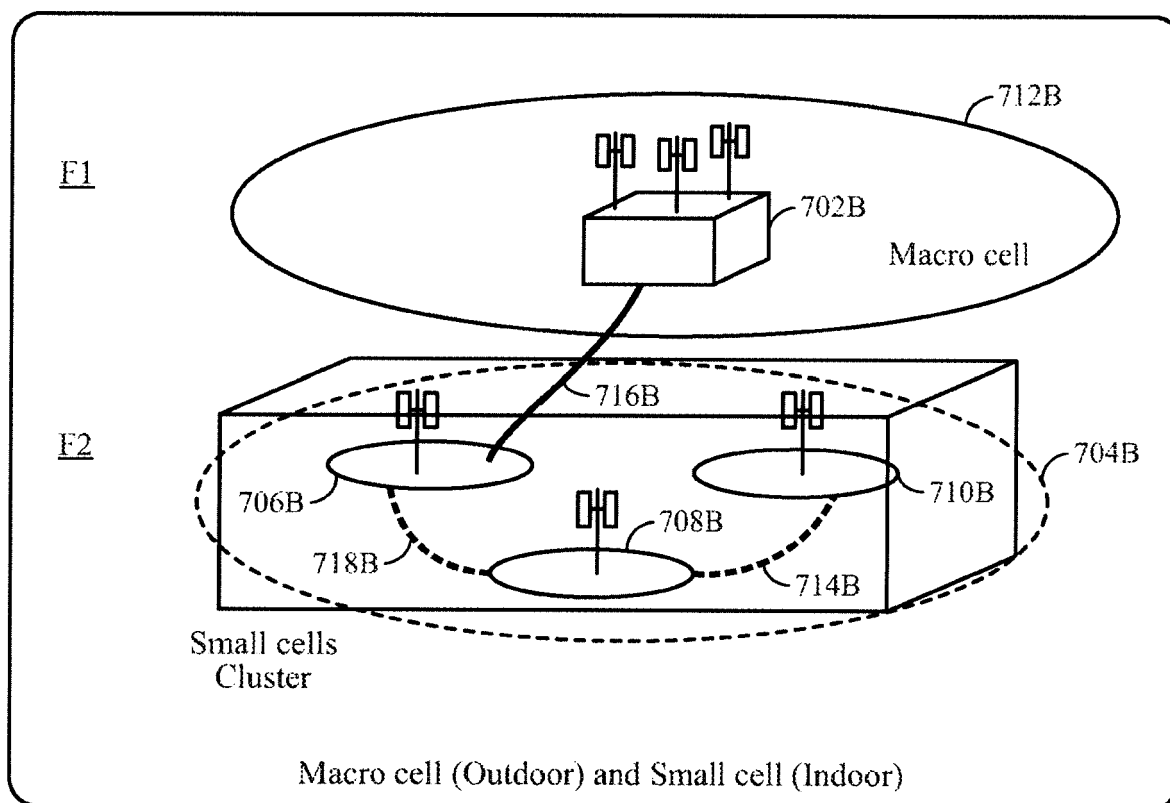 712B
F1
702B
Macro cell
716B
F2
704B
706B
710B
708B
718B
714B
Small cells
Cluster
Macro cell (Outdoor) and Small cell (Indoor)